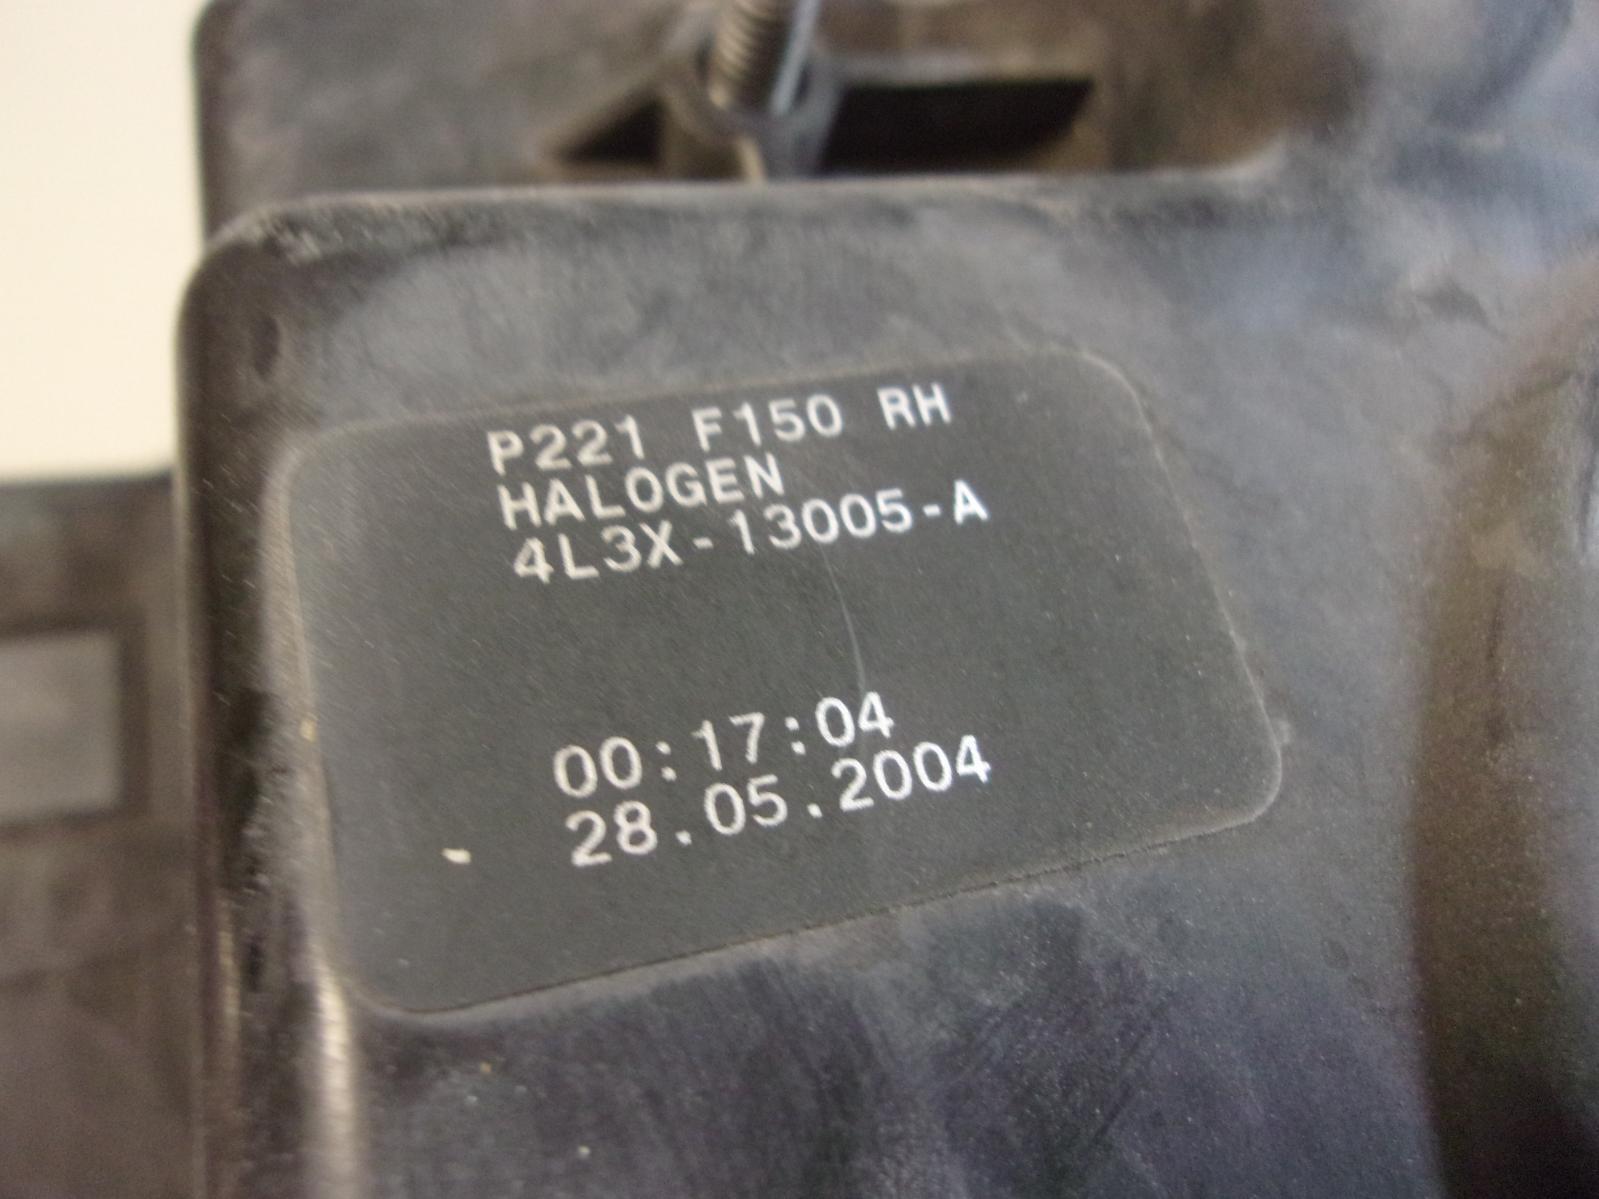 P221 F150 RH
HALOGEN
4L3X-13005-A
00:17:04
28.05.2004